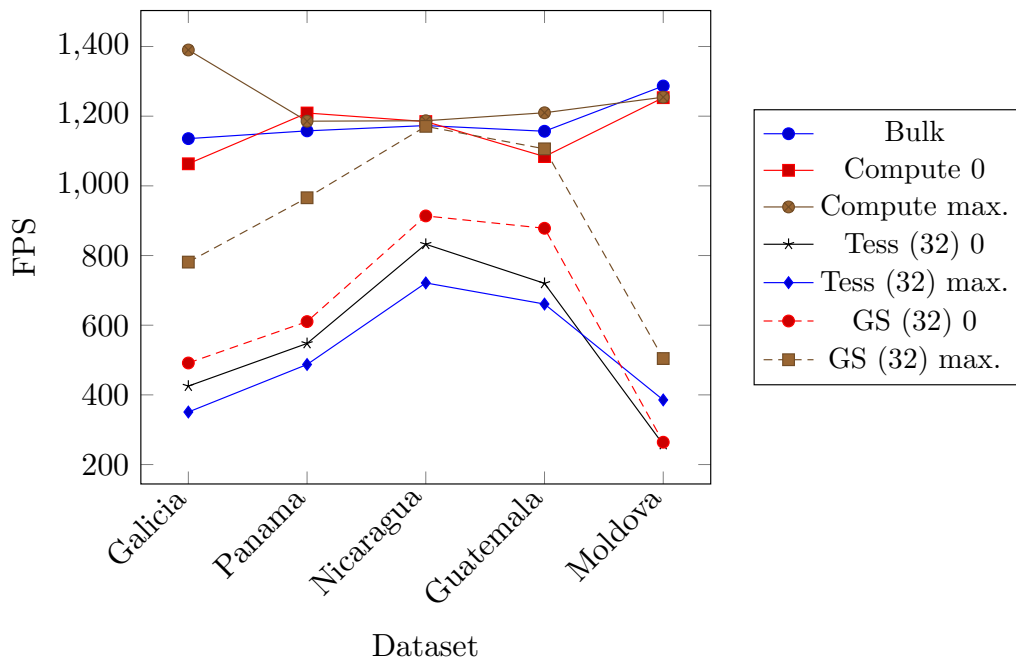 1,400
1,200
1,000
800
600
400
200
FPS
Galicia
Panama
Nicaragua
Guatemala
Moldova
Dataset
Bulk
Compute 0
Compute max.
Tess (32) 0
Tess (32) max.
GS (32) 0
GS (32) max.